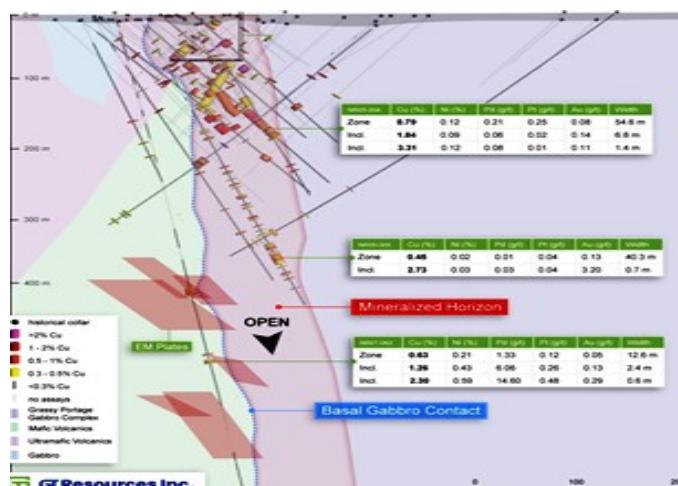 0 m
100 m
Cu (%) Ni (%) Pd (g/t) Pt (g/t) Au (g/t) Width
Zone 0.79 0.12 0.21 0.25 0.08 54.6 m
Incl. 1.84 0.09 0.06 0.02 0.14 6.8 m
Incl. 3.31 0.12 0.08 0.01 0.11 1.4 m
200 m
300 m
Cu (%) Ni (%) Pd (g/t) Pt (g/t) Au (g/t) Width
Zone 0.46 0.02 0.01 0.04 0.13 40.3 m
Incl. 2.73 0.03 0.03 0.04 3.20 0.7 m
400 m
Mineralized Horizon
OPEN
historical collar
>2% Cu
1 - 2% Cu
0.5 - 1% Cu
0.3 - 0.5% Cu
<0.3% Cu
no assays
Grassy Portage
Gabbro Complex
Mafic Volcanics
Ultramafic Volcanics
Gabbro
EM Plates
Cu (%) Ni (%) Pd (g/t) Pt (g/t) Au (g/t) Width
Zone 0.63 0.21 1.33 0.12 0.05 12.6 m
Incl. 1.26 0.43 6.06 0.26 0.13 2.4 m
Incl. 2.30 0.59 14.60 0.48 0.29 0.6 m
Basal Gabbro Contact
GT Resources Inc
0 100